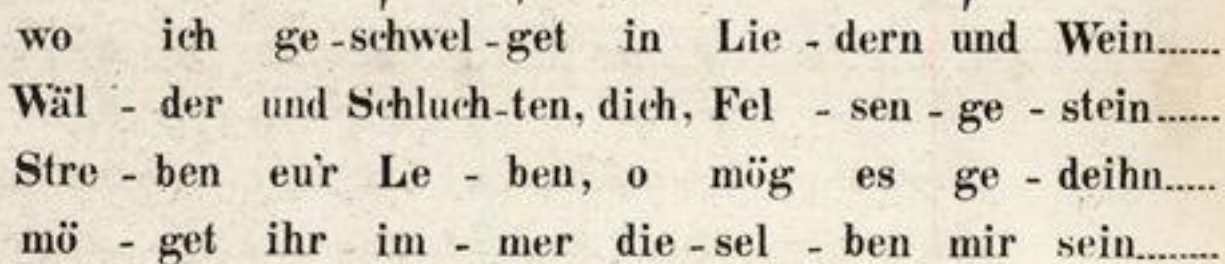 wo ich ge-schwel-get in Lie-dern und Wein......
Wäl-der und Schluch-ten, dich, Fel-sen-ge-stein......
Stre-ben eu'r Le-ben, o mög es ge-deihn.....
mö-get ihr im-mer die-sel-ben mir sein........